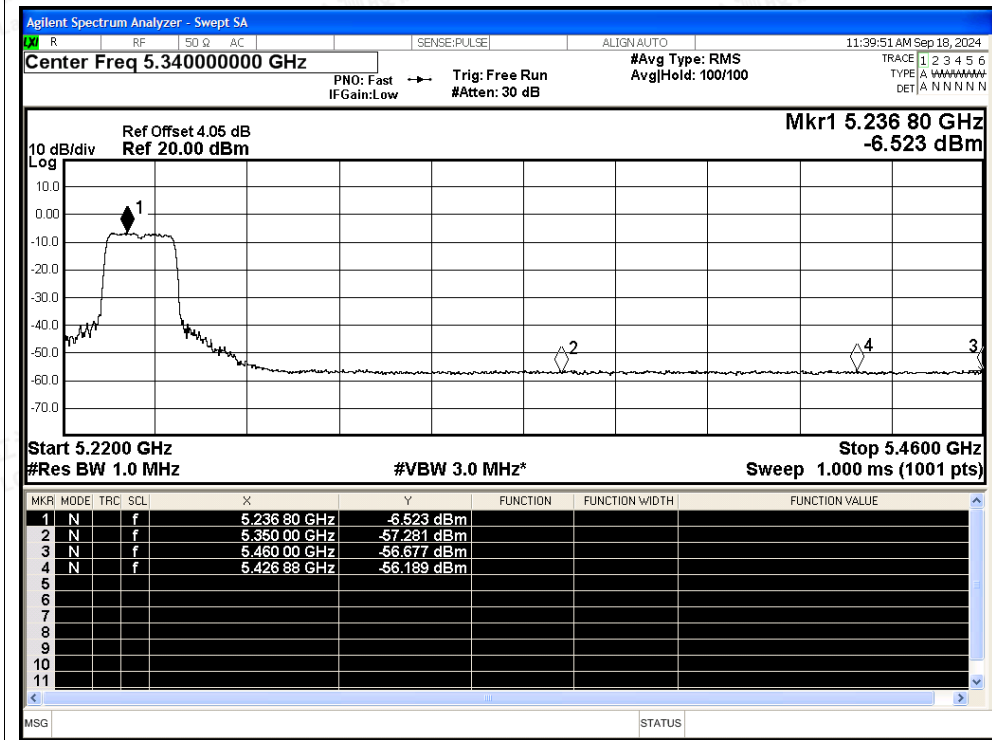 Agilent Spectrum Analyzer - Swept SA
LXI R RF 50 Ω AC SENSE:PULSE ALIGN AUTO 11:39:51 AM Sep 18, 2024
Center Freq 5.340000000 GHz
PNO: Fast
IFGain:Low
Trig: Free Run
#Atten: 30 dB
#Avg Type: RMS
Avg|Hold: 100/100
TRACE 1 2 3 4 5 6
TYPE A WWWWW
DET A N N N N N
Mkr1 5.236 80 GHz
-6.523 dBm
Ref Offset 4.05 dB
10 dB/div Ref 20.00 dBm
Log
10.0
0.00
-10.0
-20.0
-30.0
-40.0
-50.0
-60.0
-70.0
1
2
4
3
Start 5.2200 GHz Stop 5.4600 GHz
#Res BW 1.0 MHz #VBW 3.0 MHz* Sweep 1.000 ms (1001 pts)
MKR MODE TRC SCL X Y FUNCTION FUNCTION WIDTH FUNCTION VALUE
1 N f 5.236 80 GHz -6.523 dBm
2 N f 5.350 00 GHz -57.281 dBm
3 N f 5.460 00 GHz -56.677 dBm
4 N f 5.426 88 GHz -56.189 dBm
5
6
7
8
9
10
11
MSG STATUS